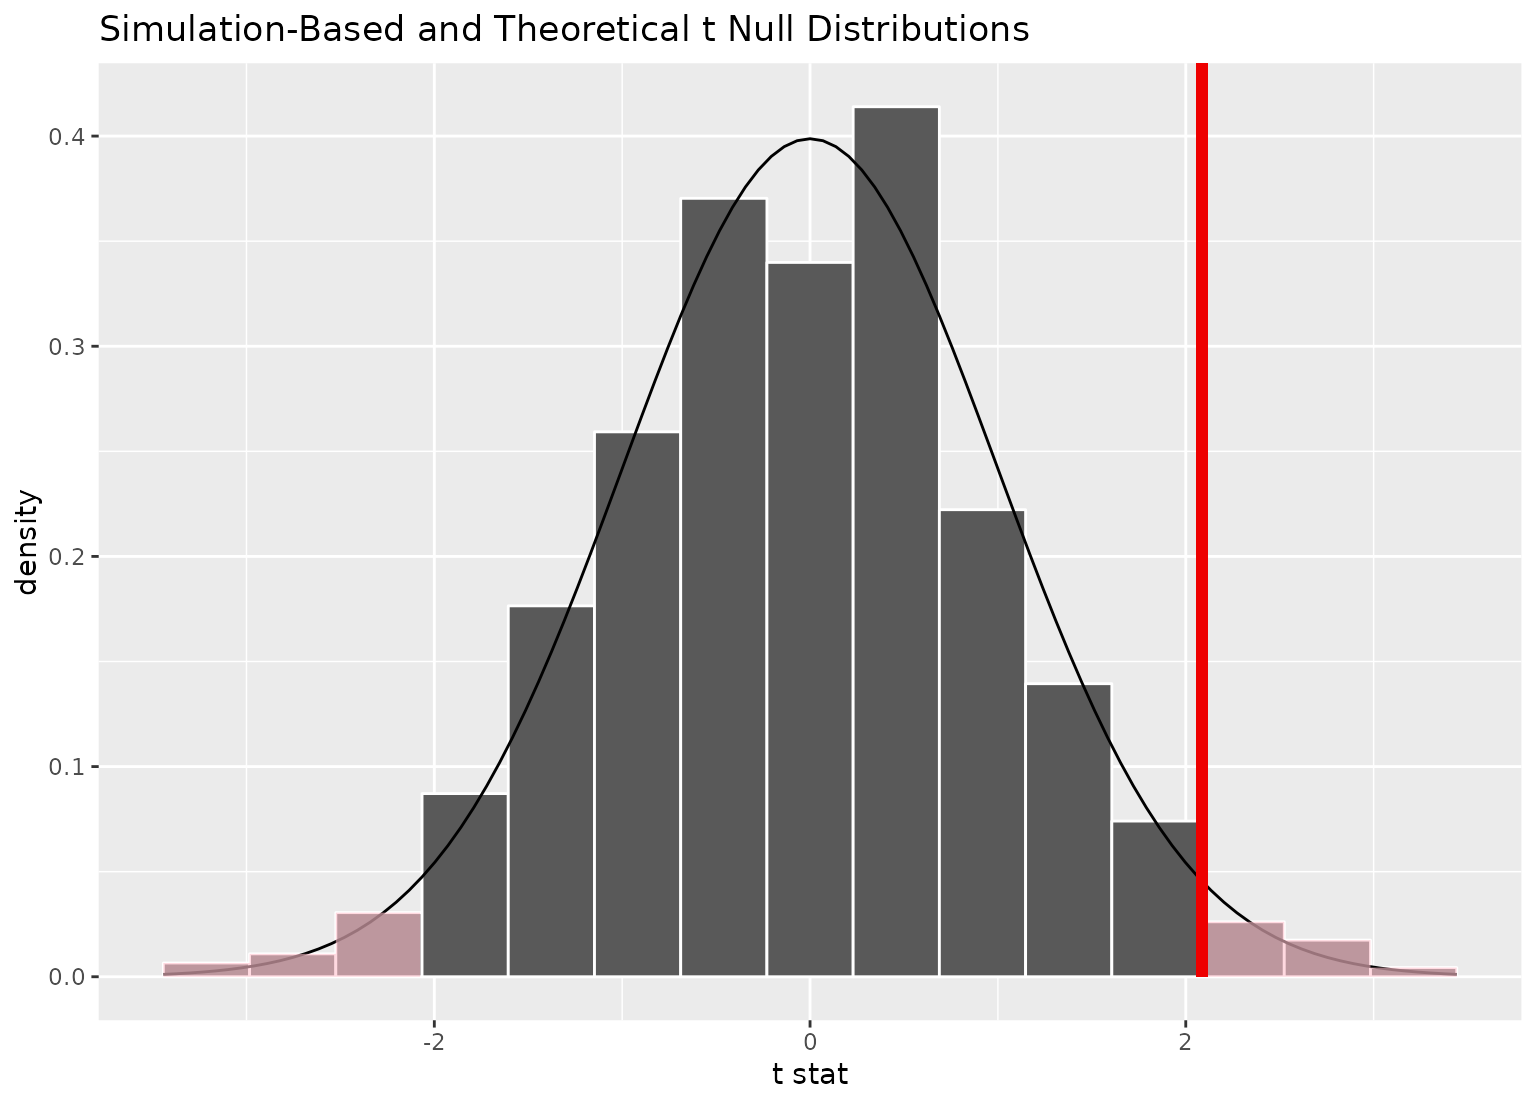 Simulation-Based and Theoretical t Null Distributions
density
0.4
0.3
0.2
0.1
0.0
-2 0 2
t stat